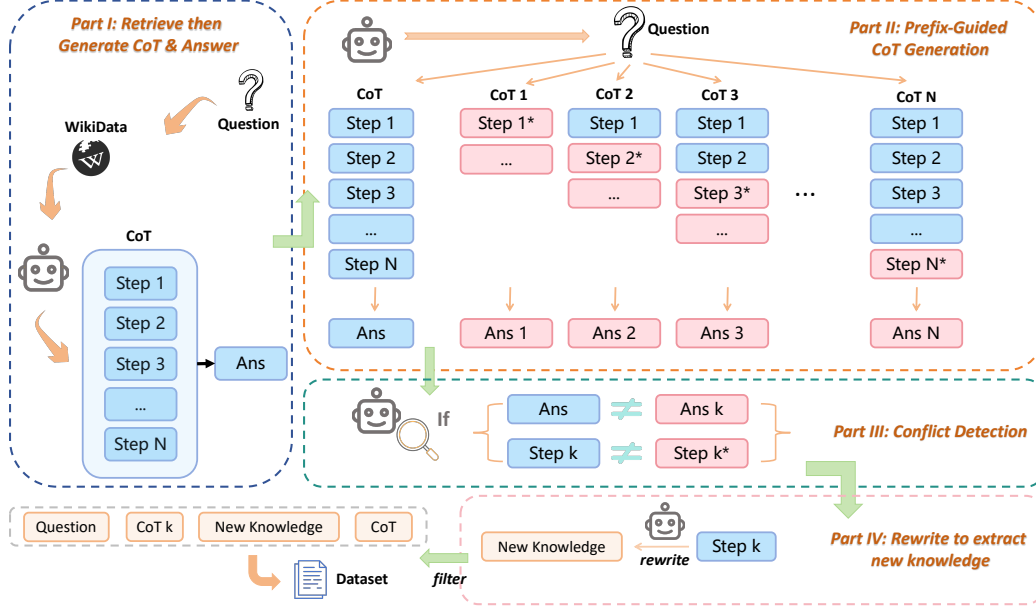 Part I: Retrieve then
Generate CoT & Answer
Question
WikiData
W
CoT
Step 1
Step 2
Step 3
...
Step N
Ans
Part II: Prefix-Guided
CoT Generation
Question
CoT
CoT 1
CoT 2
CoT 3
CoT N
Step 1
Step 1*
Step 1
Step 1
Step 1
Step 2
...
Step 2*
Step 2
Step 2
Step 3
...
Step 3*
...
Step 3
...
...
...
Step N
Step N*
Ans
Ans 1
Ans 2
Ans 3
Ans N
If
Ans ≠ Ans k
Step k ≠ Step k*
Part III: Conflict Detection
Part IV: Rewrite to extract
new knowledge
Step k
rewrite
New Knowledge
filter
Question
CoT k
New Knowledge
CoT
Dataset